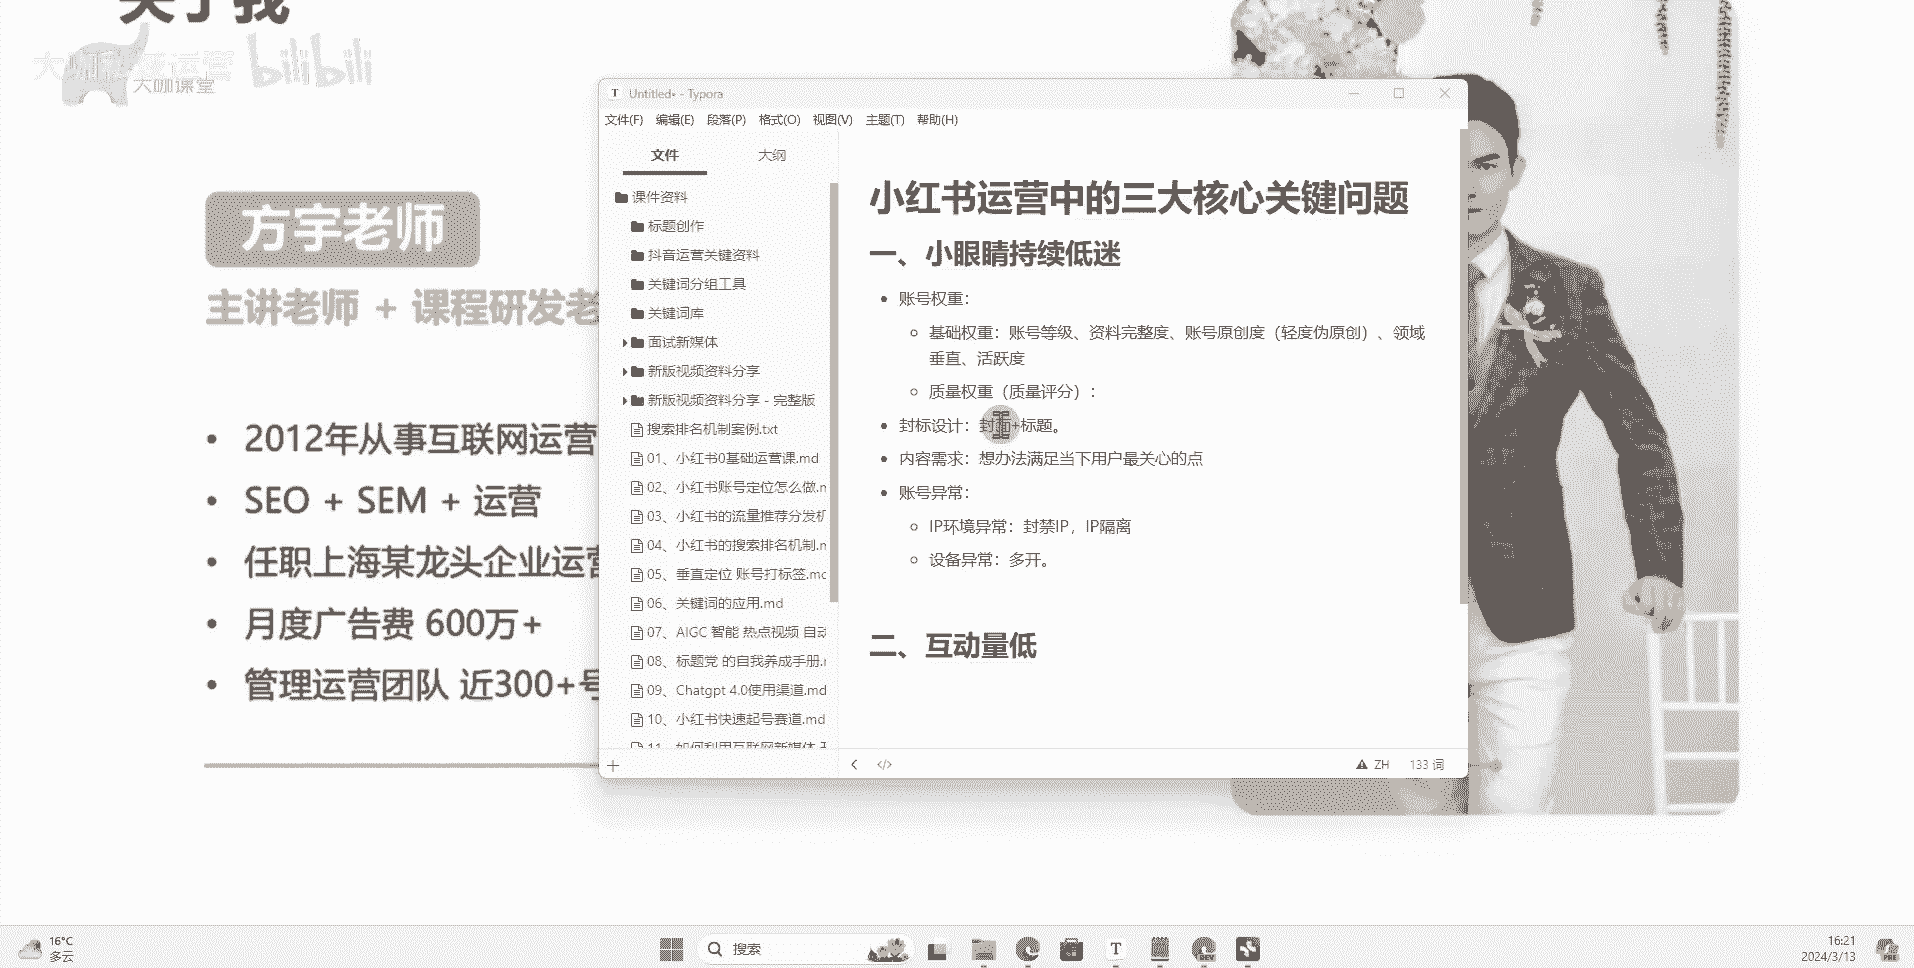 关于我
大咖课堂
bilibili
方宇老师
主讲老师 + 课程研发老
• 2012年从事互联网运营
• SEO + SEM + 运营
• 任职上海某龙头企业运营
• 月度广告费 600万+
• 管理运营团队 近300+号
Untitled• - Typora
文件(F) 编辑(E) 段落(P) 格式(O) 视图(V) 主题(T) 帮助(H)
文件 大纲
课件资料
标题创作
抖音运营关键资料
关键词分组工具
关键词库
面试新媒体
新版视频资料分享
新版视频资料分享 - 完整版
搜索排名机制案例.txt
01、小红书0基础运营课.md
02、小红书账号定位怎么做.m
03、小红书的流量推荐分发机
04、小红书的搜索排名机制.m
05、垂直定位 账号打标签.md
06、关键词的应用.md
07、AIGC 智能 热点视频 自动
08、标题党 的自我养成手册.m
09、Chatgpt 4.0使用渠道.md
10、小红书快速起号赛道.md
11、如何利用互联网新媒体
小红书运营中的三大核心关键问题
一、小眼睛持续低迷
• 账号权重：
基础权重：账号等级、资料完整度、账号原创度（轻度伪原创）、领域
垂直、活跃度
质量权重（质量评分）：
• 封标设计：封面+标题。
• 内容需求：想办法满足当下用户最关心的点
• 账号异常：
IP环境异常：封禁IP，IP隔离
设备异常：多开。
二、互动量低
ZH 133 词
16°C
多云
搜索
T
DEV
16:21
2024/3/13
PRE